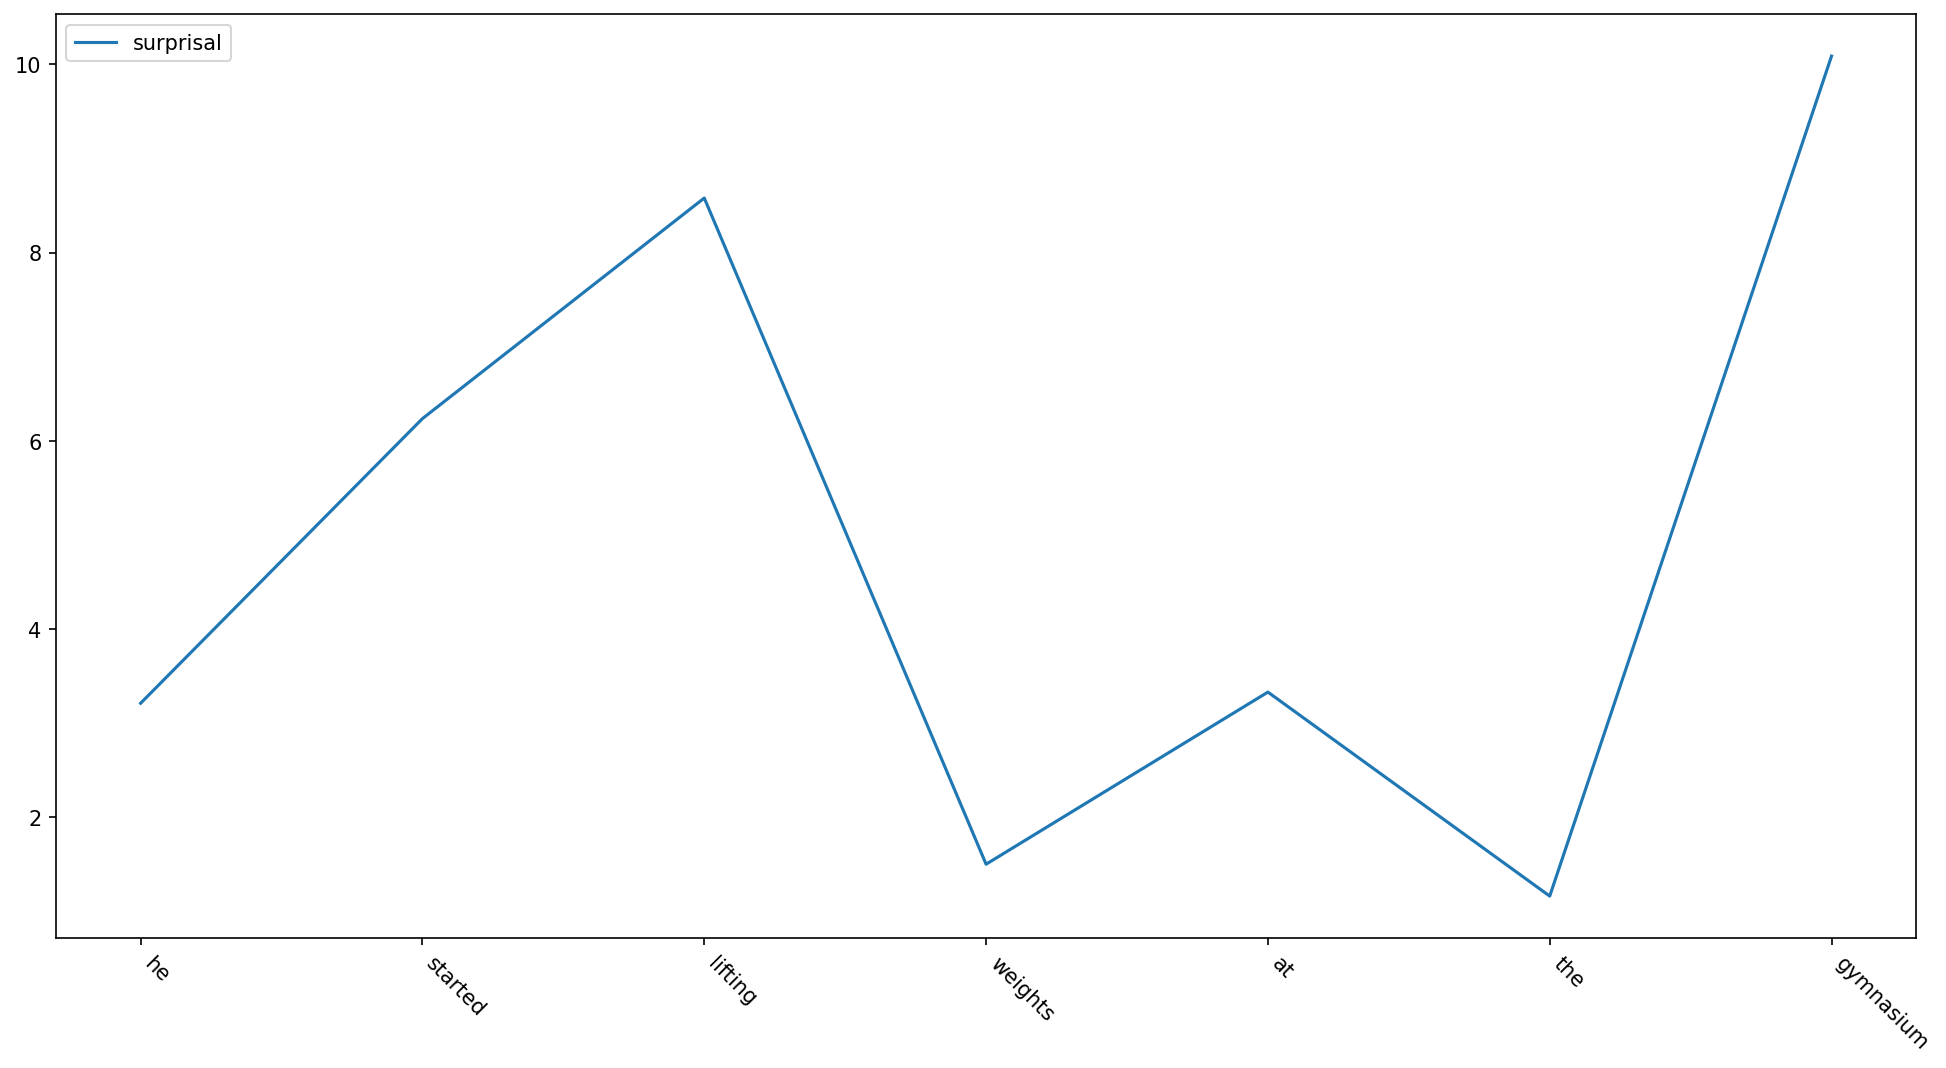 surprisal
10
8
6
4
2
he
started
lifting
weights
at
the
gymnasium